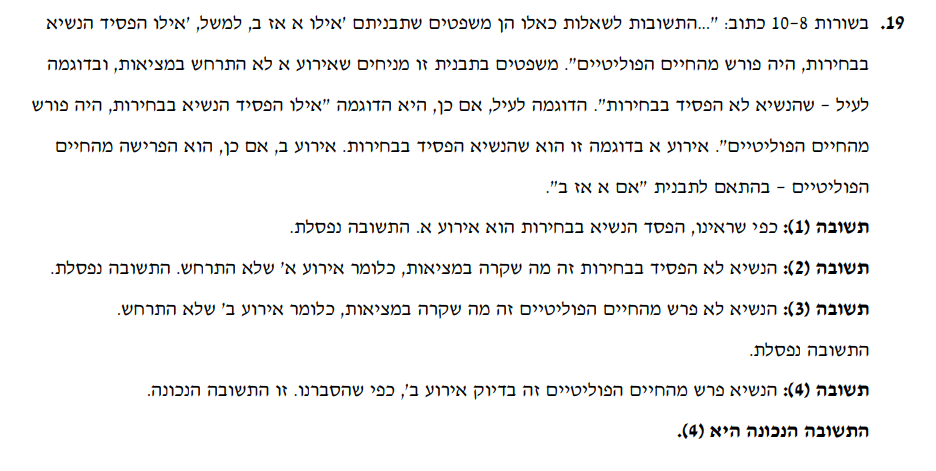 19. בשורות 8–10 כתוב: "...התשובות לשאלות כאלו הן משפטים שתבניתם 'אילו א אז ב, למשל, 'אילו הפסיד הנשיא
בבחירות, היה פורש מהחיים הפוליטיים". משפטים בתבנית זו מניחים שאירוע א לא התרחש במציאות, ובדוגמה
לעיל – שהנשיא לא הפסיד בבחירות". הדוגמה לעיל, אם כן, היא הדוגמה "אילו הפסיד הנשיא בבחירות, היה פורש
מהחיים הפוליטיים". אירוע א בדוגמה זו הוא שהנשיא הפסיד בבחירות. אירוע ב, אם כן, הוא הפרישה מהחיים
הפוליטיים – בהתאם לתבנית "אם א אז ב".
תשובה (1): כפי שראינו, הפסד הנשיא בבחירות הוא אירוע א. התשובה נפסלת.
תשובה (2): הנשיא לא הפסיד בבחירות זה מה שקרה במציאות, כלומר אירוע א' שלא התרחש. התשובה נפסלת.
תשובה (3): הנשיא לא פרש מהחיים הפוליטיים זה מה שקרה במציאות, כלומר אירוע ב' שלא התרחש.
התשובה נפסלת.
תשובה (4): הנשיא פרש מהחיים הפוליטיים זה בדיוק אירוע ב', כפי שהסברנו. זו התשובה הנכונה.
התשובה הנכונה היא (4).